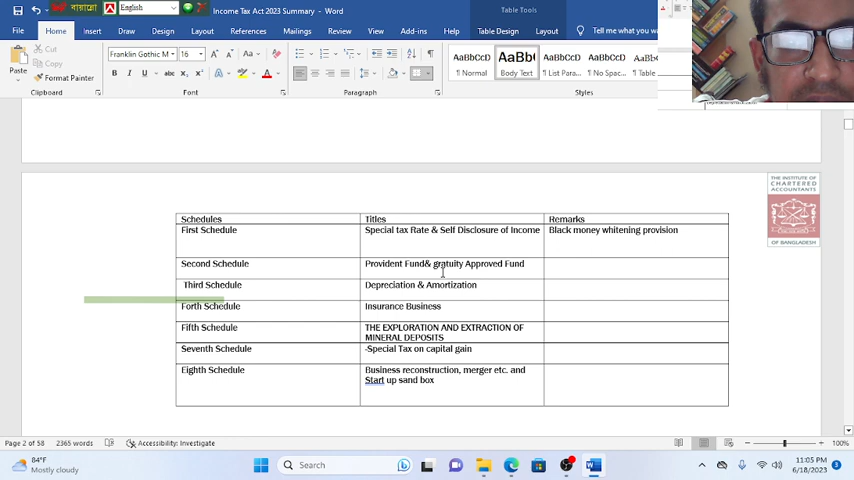 Income Tax Act 2023 Summary - Word
Table Tools
English
File Home Insert Draw Design Layout References Mailings Review View Add-ins Help Table Design Layout Tell me what you wa
Cut
Copy
Format Painter
Paste
Clipboard
Franklin Gothic M 16
Font
Paragraph
AaBbCcD AaBb( AaBbCcD AaBbCcD AaBb
¶ Normal Body Text ¶ List Para... ¶ No Spac... ¶ Table
Styles
THE INSTITUTE OF
CHARTERED
ACCOUNTANTS
OF BANGLADESH
Schedules Titles Remarks
First Schedule Special tax Rate & Self Disclosure of Income Black money whitening provision
Second Schedule Provident Fund& gratuity Approved Fund
Third Schedule Depreciation & Amortization
Forth Schedule Insurance Business
Fifth Schedule THE EXPLORATION AND EXTRACTION OF
MINERAL DEPOSITS
Seventh Schedule -Special Tax on capital gain
Eighth Schedule Business reconstruction, merger etc. and
Start up sand box
Page 2 of 58 2365 words Accessibility: Investigate 100%
84°F
Mostly cloudy
Search
11:05 PM
6/18/2023
3